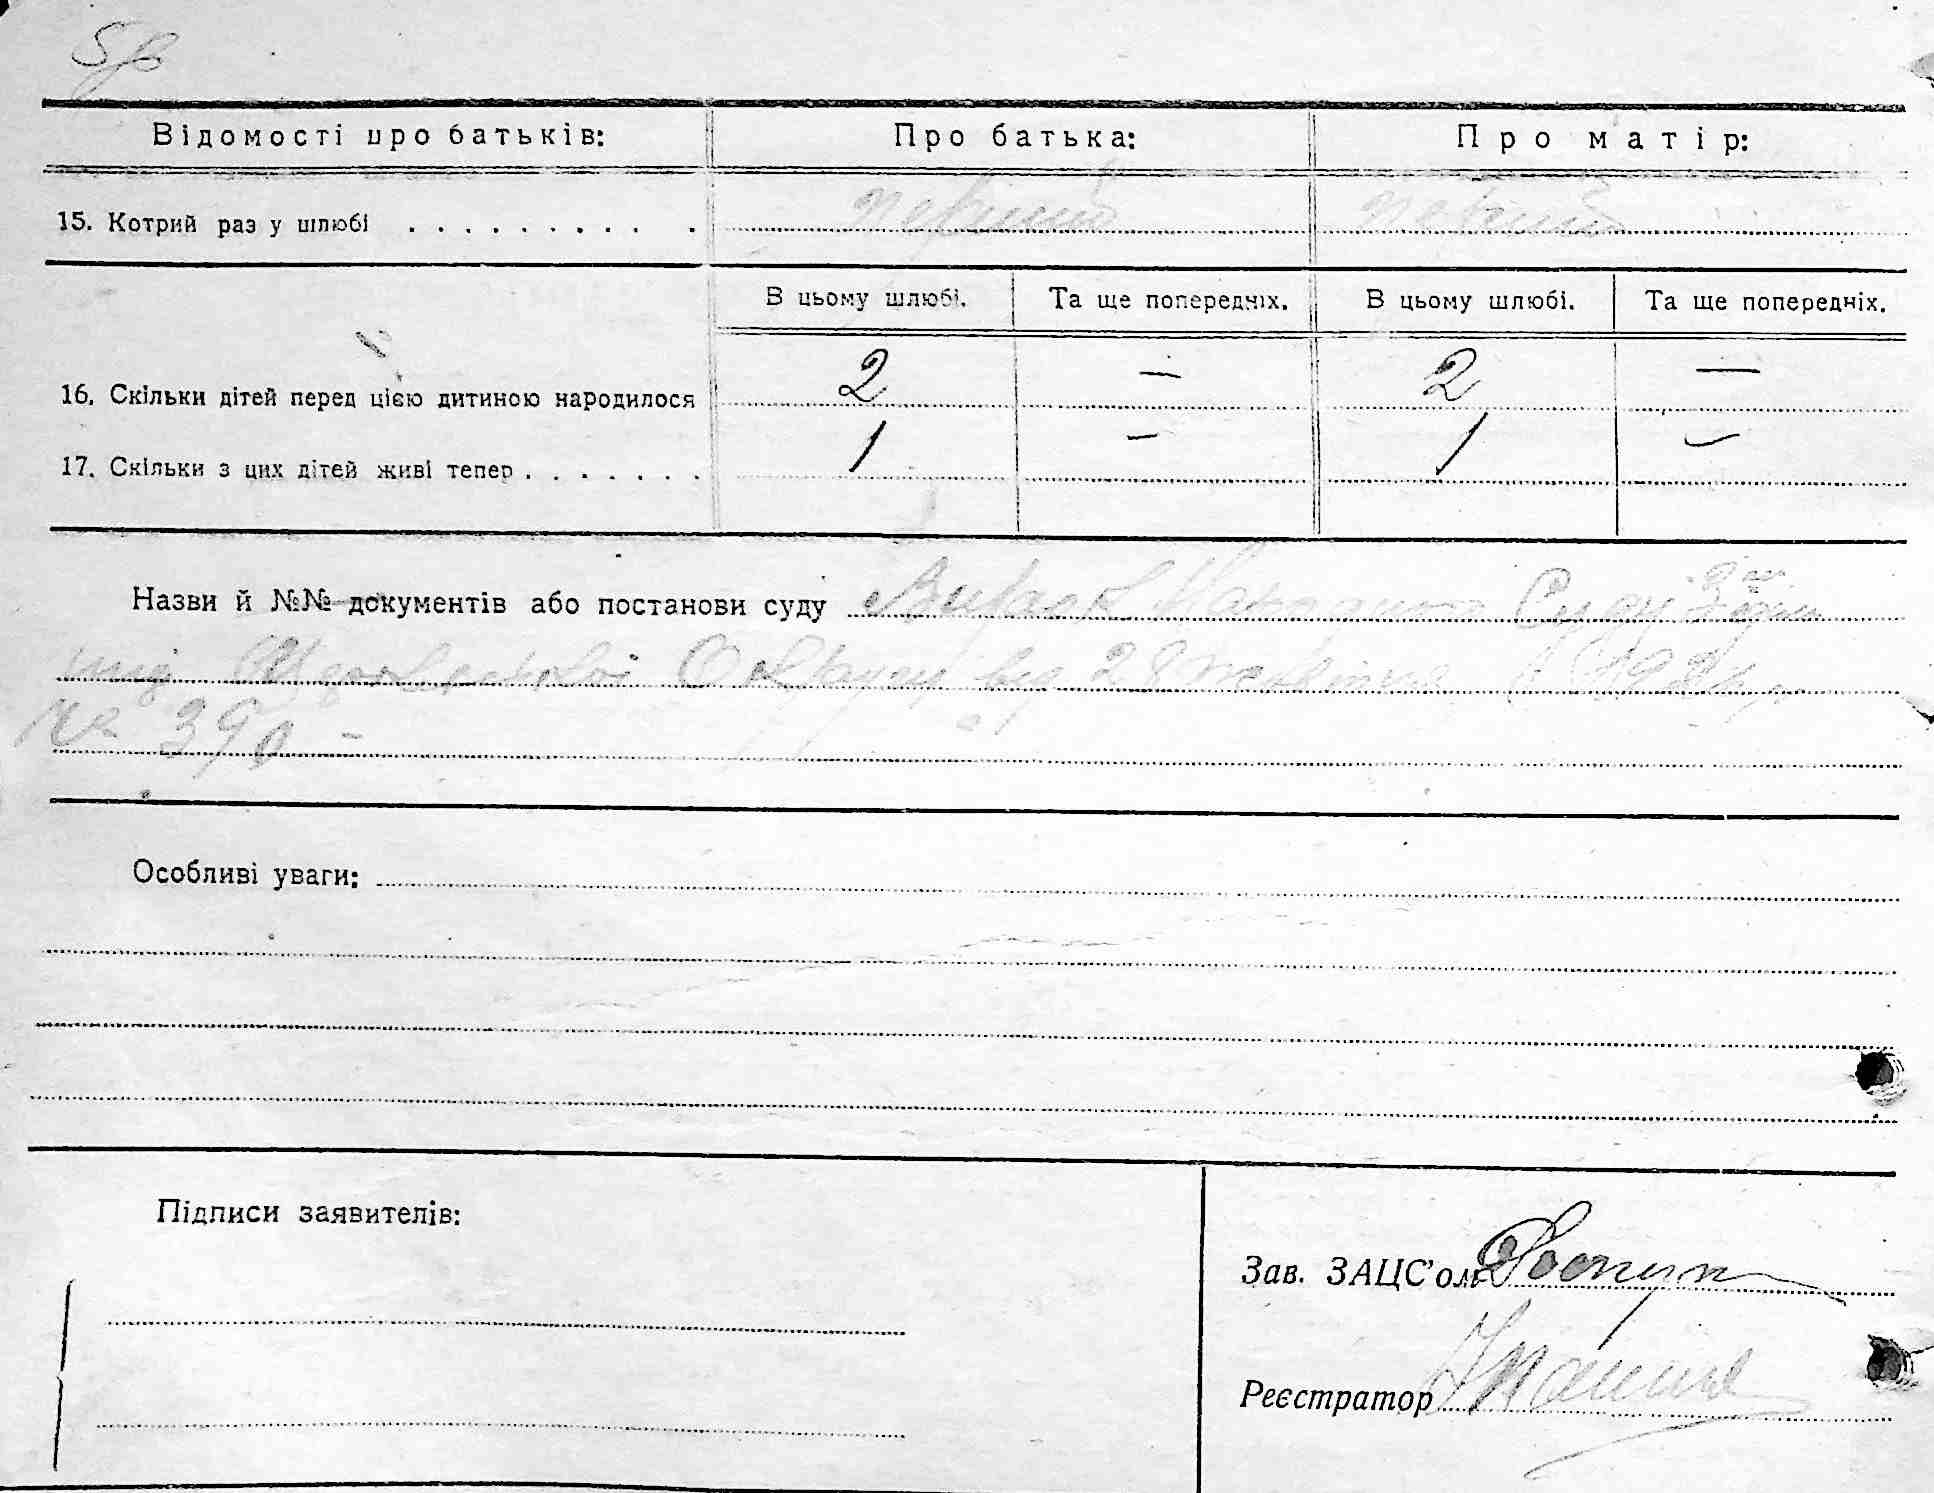 Відомості про батьків: Про батька: Про матір:
15. Котрий раз у шлюбі . . . . . . . . . . перший перший
В цьому шлюбі. Та ще попередніх. В цьому шлюбі. Та ще попередніх.
16. Скільки дітей перед цією дитиною народилося 2 — 2 —
17. Скільки з цих дітей живі тепер . . . . . . . 1 — 1 —
Назви й №№ документів або постанови суду Вирок Народного Суду
Округи від 28
№ 390 –
Особливі уваги:
Підписи заявителів:
Зав. ЗАЦС'ом
Реєстратор